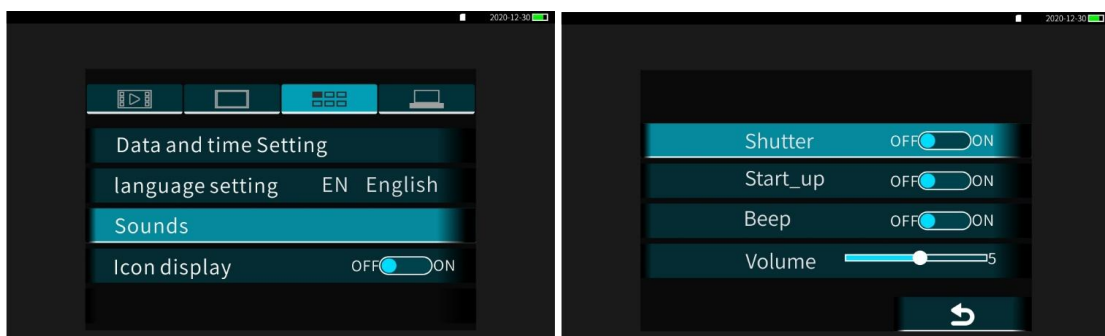 2020-12-30
Data and time Setting
language setting EN English
Sounds
Icon display OFF ON
2020-12-30
Shutter OFF ON
Start_up OFF ON
Beep OFF ON
Volume 5